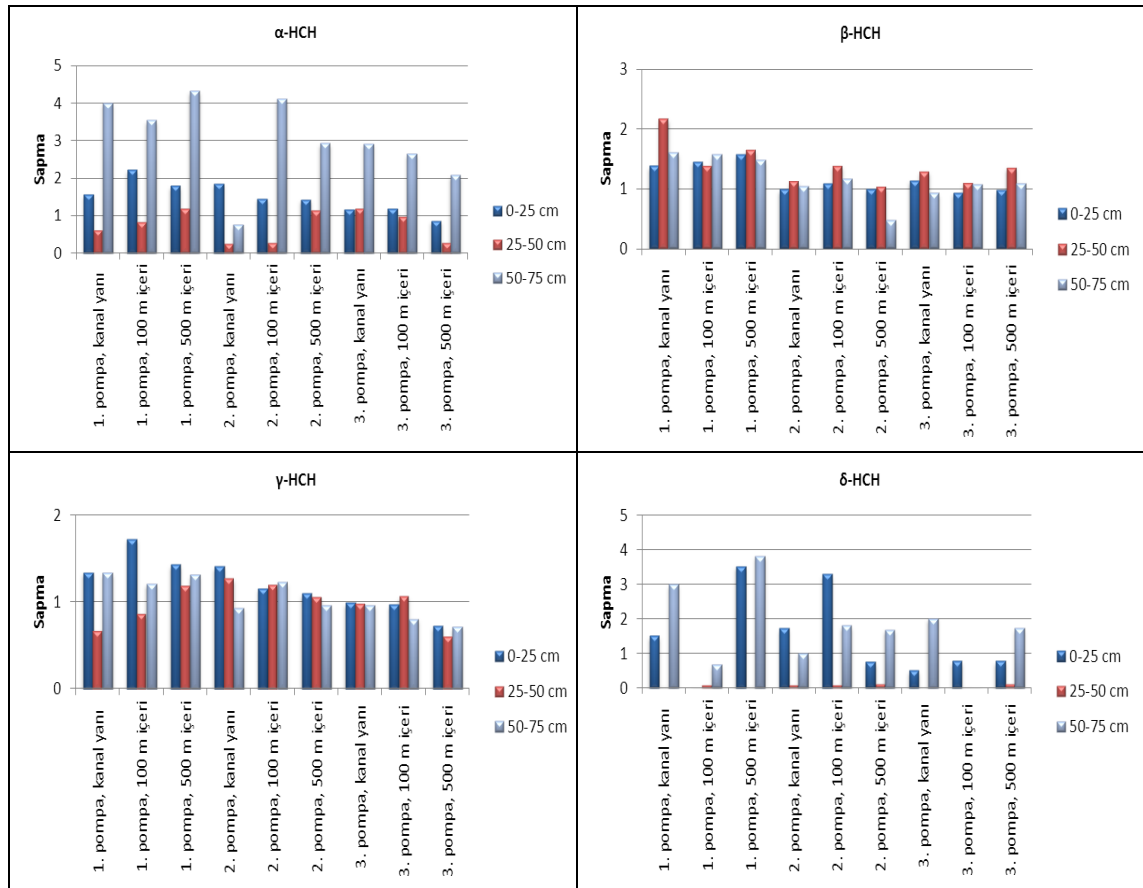 α-HCH
Sapma
5
4
3
2
1
0
0-25 cm
25-50 cm
50-75 cm
1. pompa, kanal yanı
1. pompa, 100 m içeri
1. pompa, 500 m içeri
2. pompa, kanal yanı
2. pompa, 100 m içeri
2. pompa, 500 m içeri
3. pompa, kanal yanı
3. pompa, 100 m içeri
3. pompa, 500 m içeri
β-HCH
Sapma
3
2
1
0
0-25 cm
25-50 cm
50-75 cm
1. pompa, kanal yanı
1. pompa, 100 m içeri
1. pompa, 500 m içeri
2. pompa, kanal yanı
2. pompa, 100 m içeri
2. pompa, 500 m içeri
3. pompa, kanal yanı
3. pompa, 100 m içeri
3. pompa, 500 m içeri
γ-HCH
Sapma
2
1
0
0-25 cm
25-50 cm
50-75 cm
1. pompa, kanal yanı
1. pompa, 100 m içeri
1. pompa, 500 m içeri
2. pompa, kanal yanı
2. pompa, 100 m içeri
2. pompa, 500 m içeri
3. pompa, kanal yanı
3. pompa, 100 m içeri
3. pompa, 500 m içeri
δ-HCH
Sapma
5
4
3
2
1
0
0-25 cm
25-50 cm
50-75 cm
1. pompa, kanal yanı
1. pompa, 100 m içeri
1. pompa, 500 m içeri
2. pompa, kanal yanı
2. pompa, 100 m içeri
2. pompa, 500 m içeri
3. pompa, kanal yanı
3. pompa, 100 m içeri
3. pompa, 500 m içeri